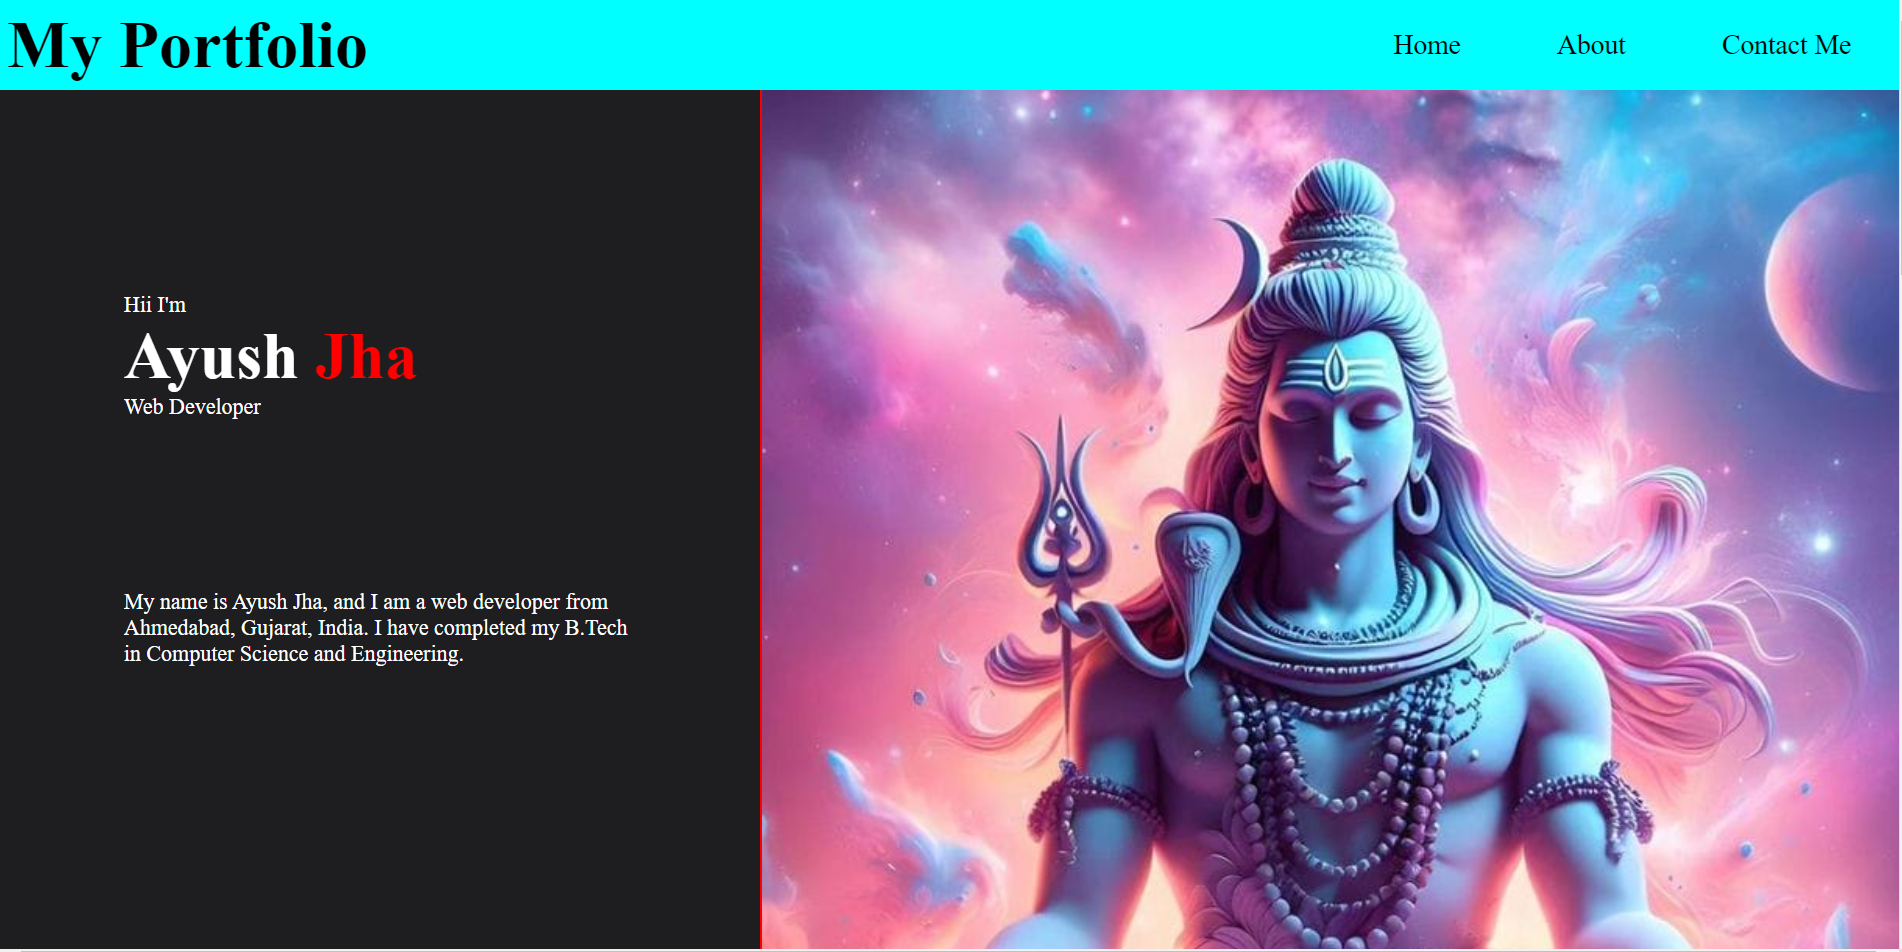 My Portfolio
Home
About
Contact Me
Hii I'm
Ayush Jha
Web Developer
My name is Ayush Jha, and I am a web developer from
Ahmedabad, Gujarat, India. I have completed my B.Tech
in Computer Science and Engineering.